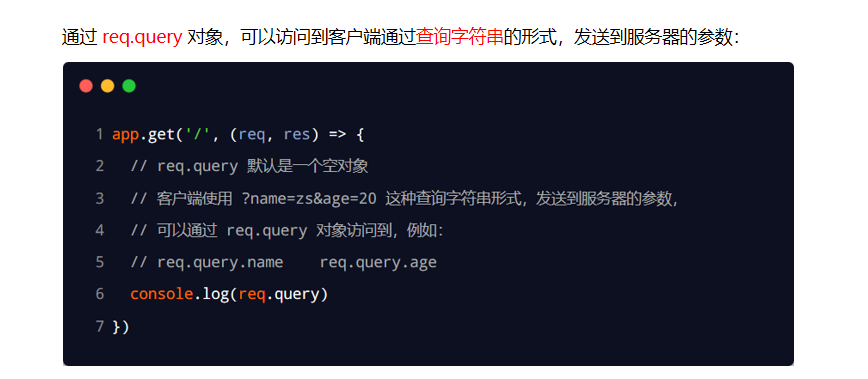 通过 req.query 对象，可以访问到客户端通过查询字符串的形式，发送到服务器的参数：
1 app.get('/', (req, res) => {
2   // req.query 默认是一个空对象
3   // 客户端使用 ?name=zs&age=20 这种查询字符串形式，发送到服务器的参数，
4   // 可以通过 req.query 对象访问到，例如：
5   // req.query.name    req.query.age
6   console.log(req.query)
7 })